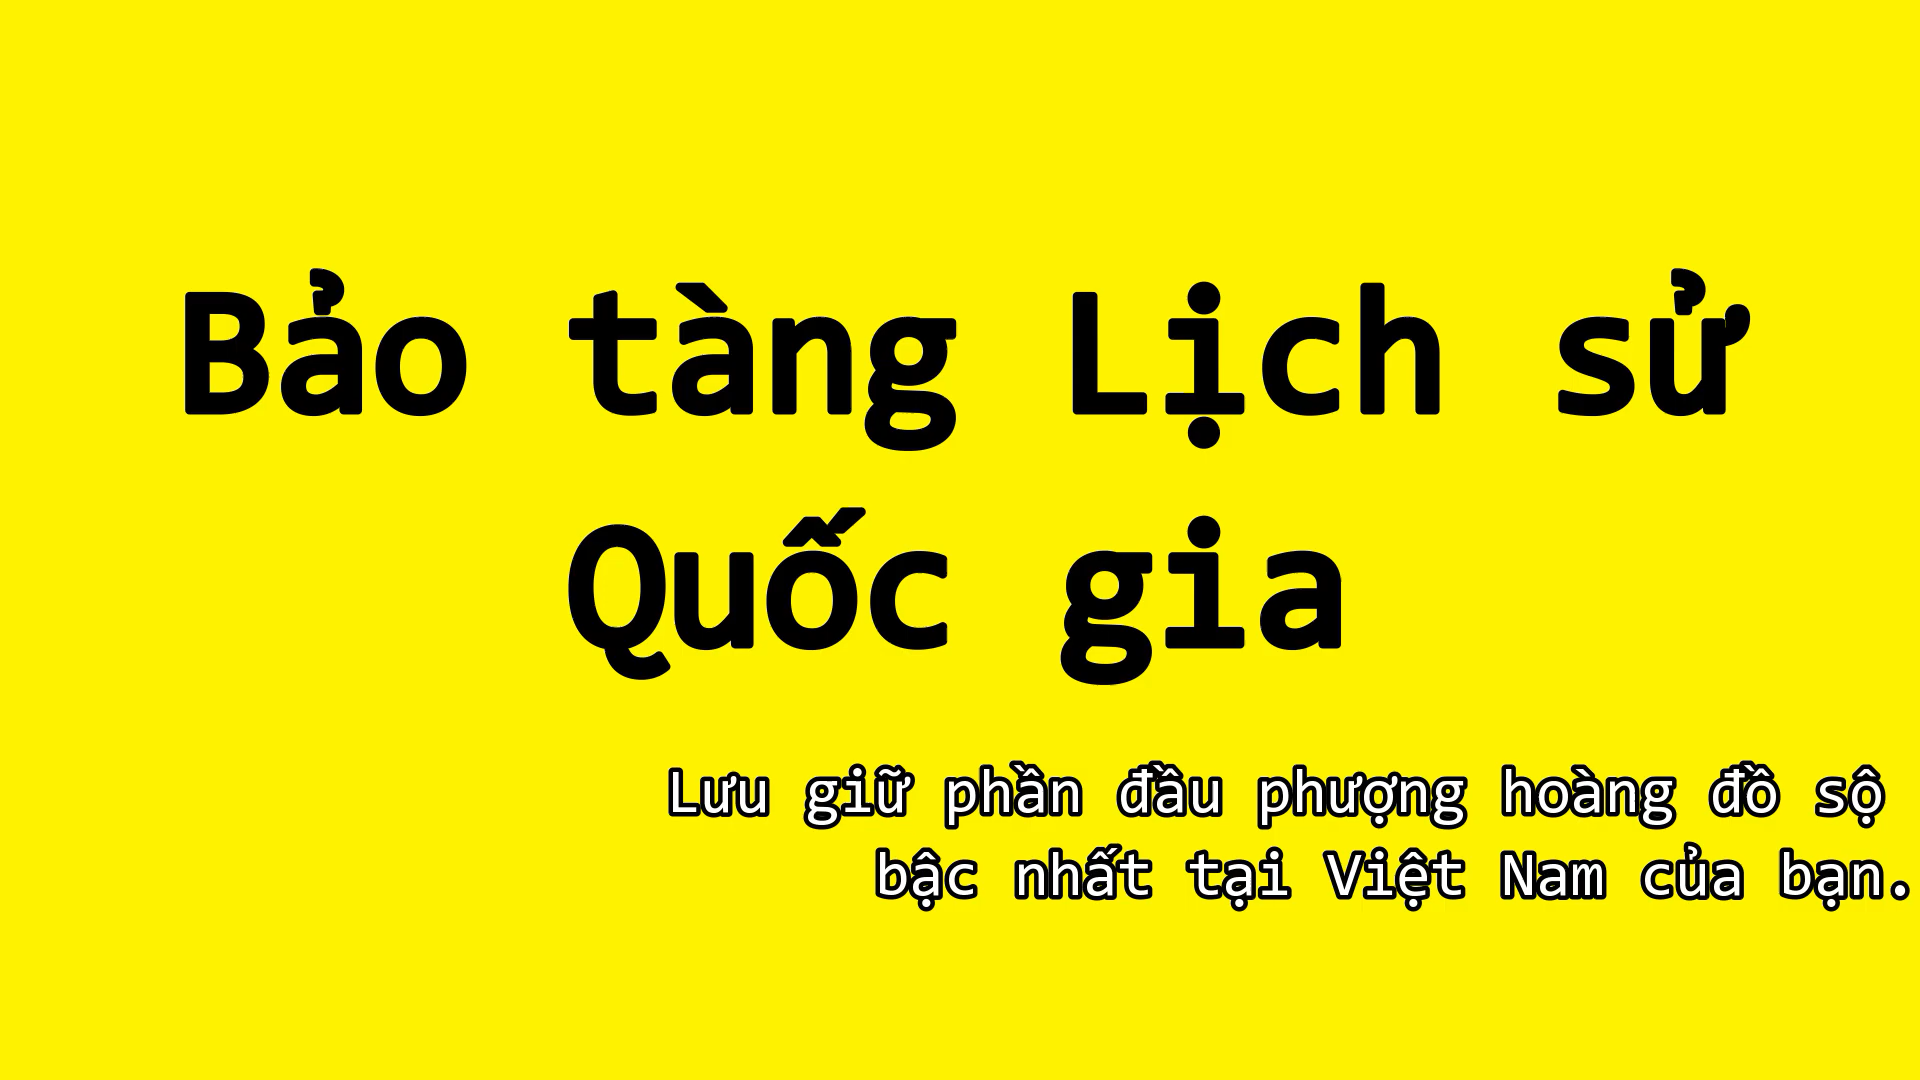 Bảo tàng Lịch sử
Quốc gia
Lưu giữ phần đầu phượng hoàng đồ sộ
bậc nhất tại Việt Nam của bạn.